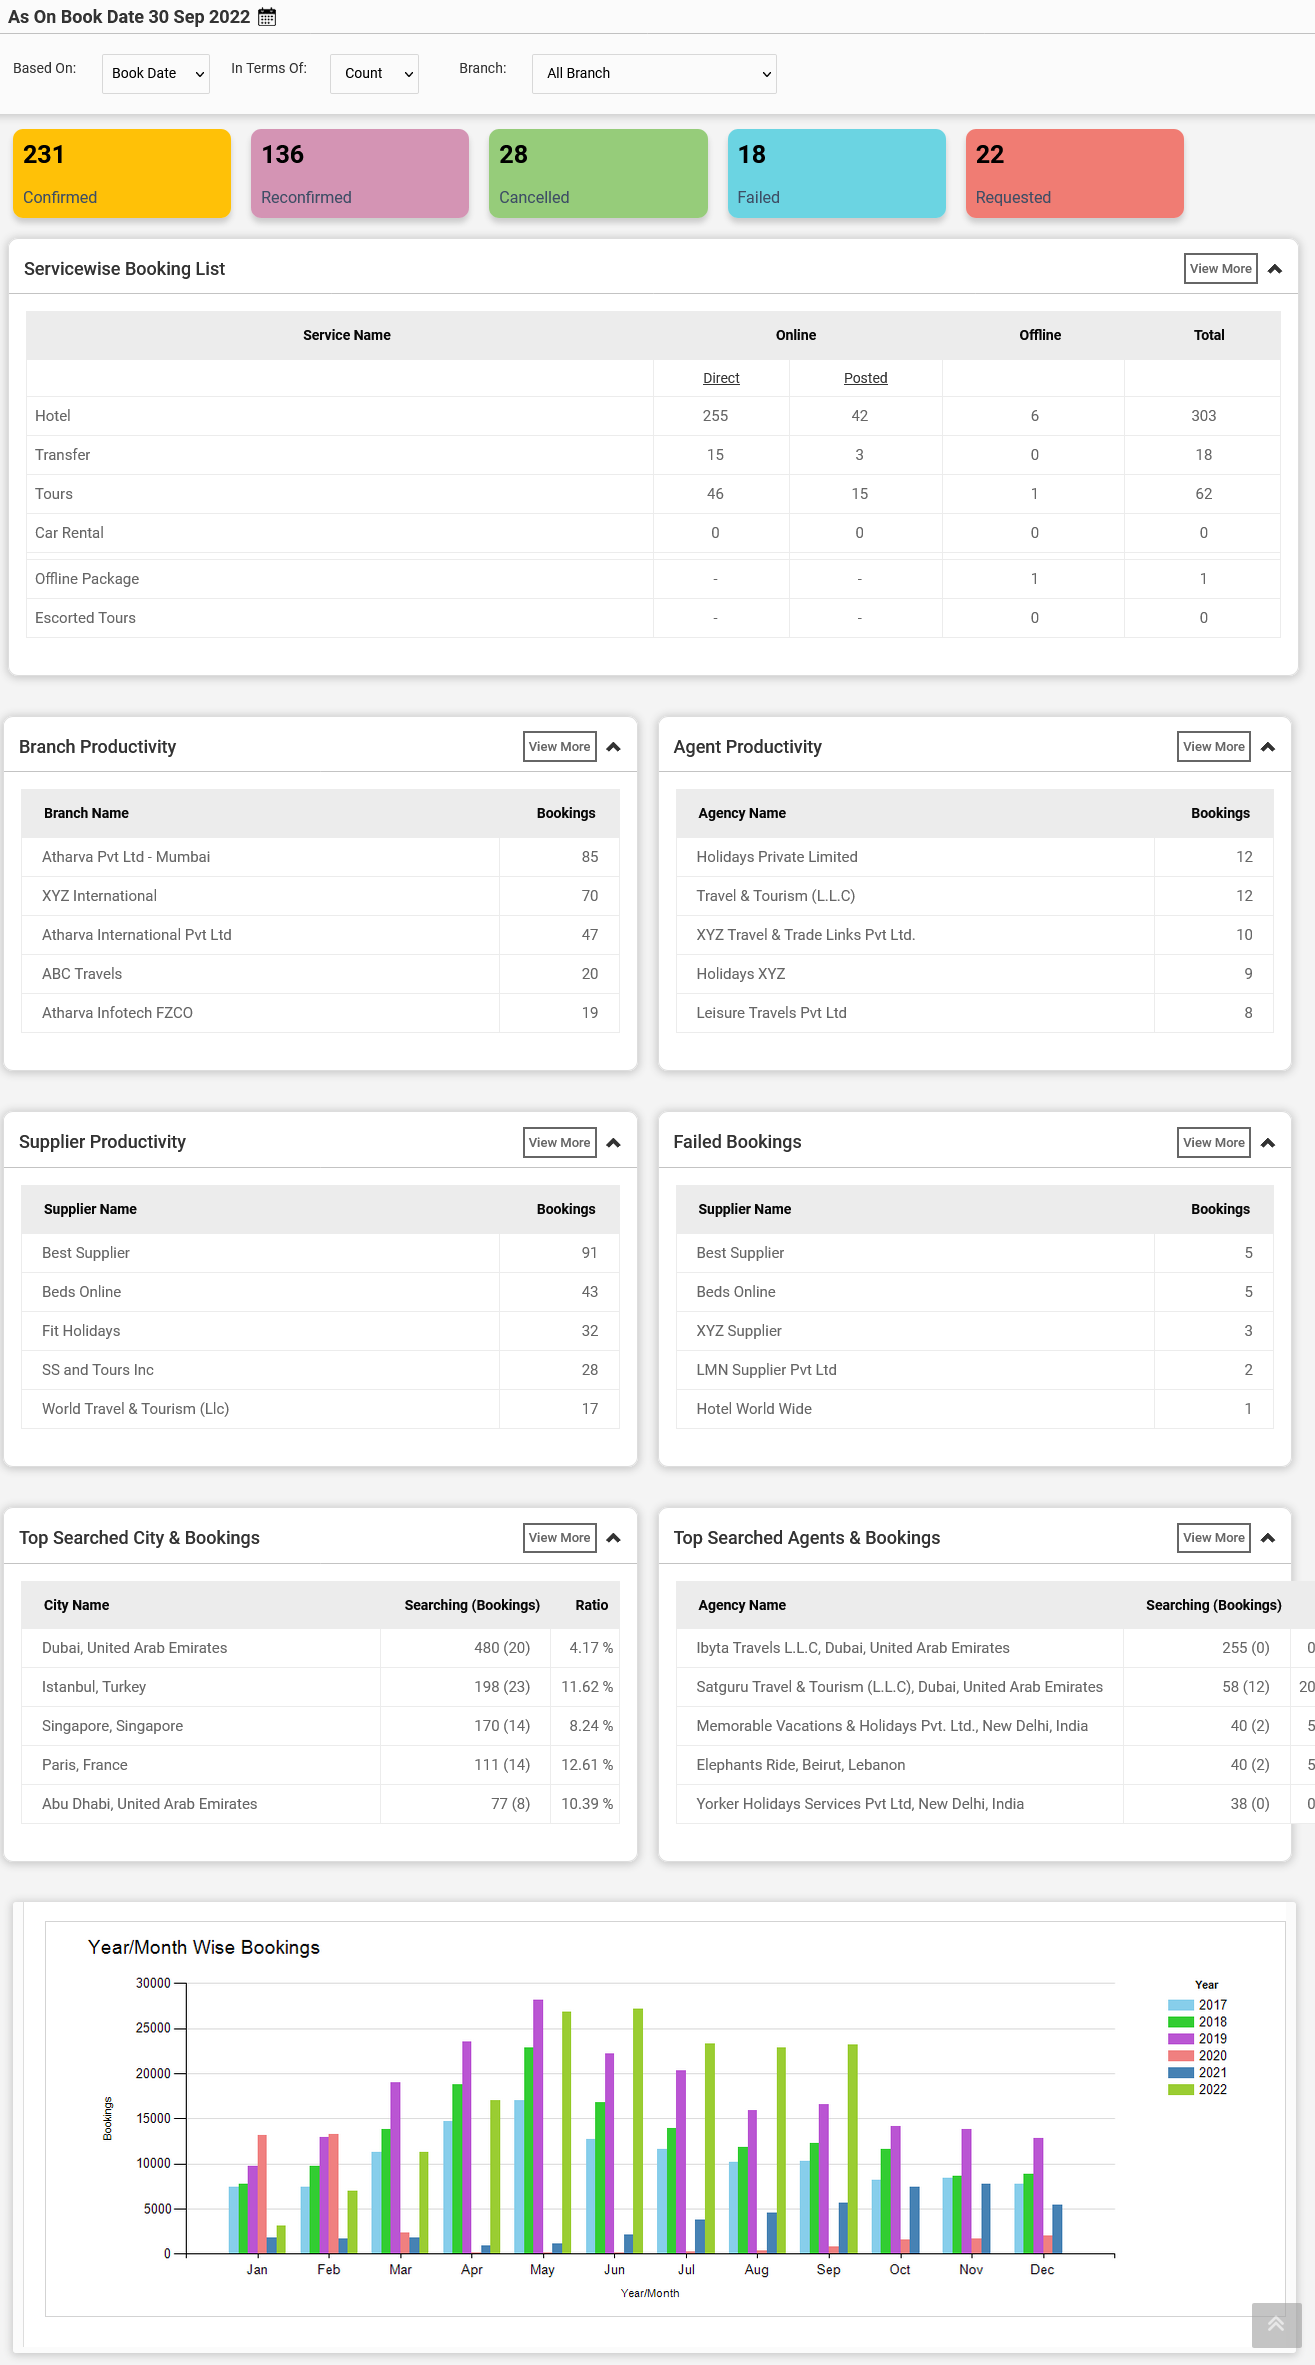 As On Book Date 30 Sep 2022
Based On: Book Date In Terms Of: Count Branch: All Branch
231 136 28 18 22
Confirmed Reconfirmed Cancelled Failed Requested
Servicewise Booking List View More
Service Name Online Offline Total
Direct Posted
Hotel 255 42 6 303
Transfer 15 3 0 18
Tours 46 15 1 62
Car Rental 0 0 0 0
Offline Package - - 1 1
Escorted Tours - - 0 0
Branch Productivity View More
Branch Name Bookings
Atharva Pvt Ltd - Mumbai 85
XYZ International 70
Atharva International Pvt Ltd 47
ABC Travels 20
Atharva Infotech FZCO 19
Agent Productivity View More
Agency Name Bookings
Holidays Private Limited 12
Travel & Tourism (L.L.C) 12
XYZ Travel & Trade Links Pvt Ltd. 10
Holidays XYZ 9
Leisure Travels Pvt Ltd 8
Supplier Productivity View More
Supplier Name Bookings
Best Supplier 91
Beds Online 43
Fit Holidays 32
SS and Tours Inc 28
World Travel & Tourism (Llc) 17
Failed Bookings View More
Supplier Name Bookings
Best Supplier 5
Beds Online 5
XYZ Supplier 3
LMN Supplier Pvt Ltd 2
Hotel World Wide 1
Top Searched City & Bookings View More
City Name Searching (Bookings) Ratio
Dubai, United Arab Emirates 480 (20) 4.17 %
Istanbul, Turkey 198 (23) 11.62 %
Singapore, Singapore 170 (14) 8.24 %
Paris, France 111 (14) 12.61 %
Abu Dhabi, United Arab Emirates 77 (8) 10.39 %
Top Searched Agents & Bookings View More
Agency Name Searching (Bookings)
Ibyta Travels L.L.C, Dubai, United Arab Emirates 255 (0) 0
Satguru Travel & Tourism (L.L.C), Dubai, United Arab Emirates 58 (12) 20
Memorable Vacations & Holidays Pvt. Ltd., New Delhi, India 40 (2) 5
Elephants Ride, Beirut, Lebanon 40 (2) 5
Yorker Holidays Services Pvt Ltd, New Delhi, India 38 (0) 0
Year/Month Wise Bookings
30000
25000
20000
15000
10000
5000
0
Bookings
Jan Feb Mar Apr May Jun Jul Aug Sep Oct Nov Dec
Year/Month
Year
2017
2018
2019
2020
2021
2022